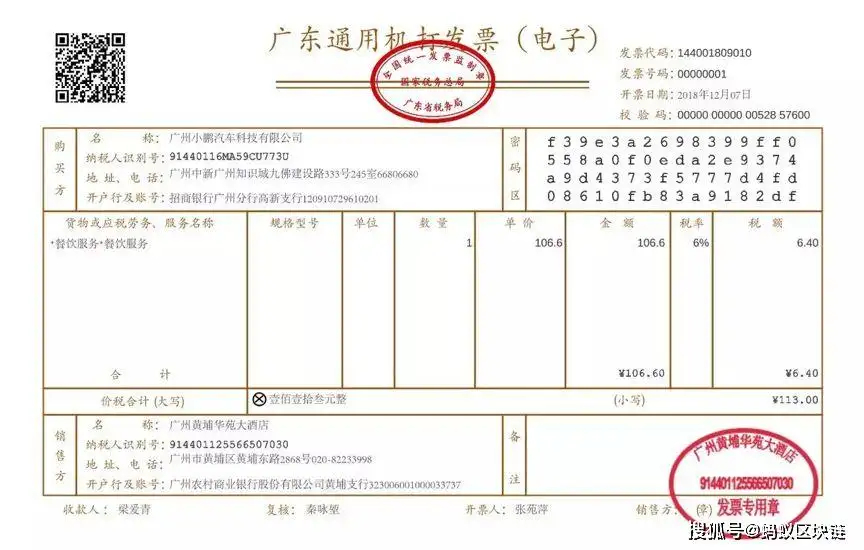 广东通用机打发票（电子）
全国统一发票监制章
国家税务总局
广东省税务局
发票代码：144001809010
发票号码：00000001
开票日期：2018年12月07日
校 验 码：00000 00000 00528 57600
购买方
名 称：广州小鹏汽车科技有限公司
纳税人识别号：91440116MA59CU773U
地 址、电 话：广州中新广州知识城九佛建设路333号245室66806680
开户行及账号：招商银行广州分行高新支行120910729610201
密码区
f39e3a2698399ff0
558a0f0eda2e9374
a9d4373f5777d4fd
08610fb83a9182df
货物或应税劳务、服务名称 规格型号 单位 数 量 单 价 金 额 税率 税 额
*餐饮服务*餐饮服务 1 106.6 106.6 6% 6.40
合 计 ¥106.60 ¥6.40
价税合计 (大写) ⊗壹佰壹拾叁元整 (小写) ¥113.00
销售方
名 称：广州黄埔华苑大酒店
纳税人识别号：914401125566507030
地 址、电 话：广州市黄埔区黄埔东路2868号020-82233998
开户行及账号：广州农村商业银行股份有限公司黄埔支行323006001000033737
备注
广州黄埔华苑大酒店
914401125566507030
发票专用章
收款人：梁爱青 复核：秦咏堃 开票人：张苑萍 销售方：(章)
搜狐号@蚂蚁区块链